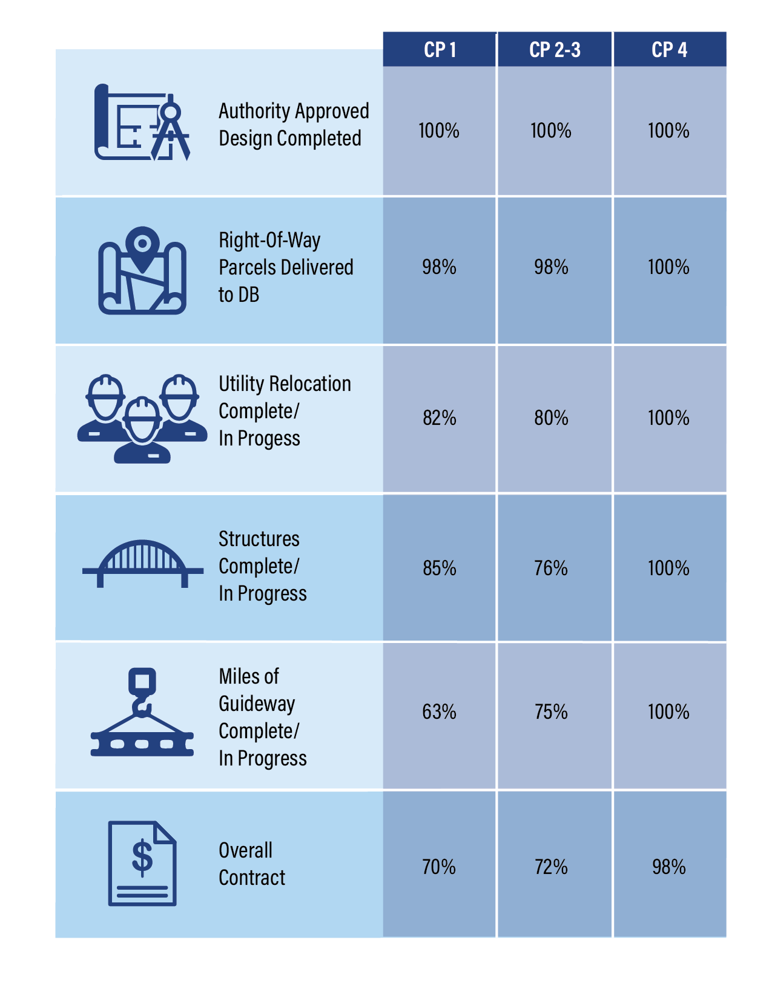 CP 1 CP 2-3 CP 4
Authority Approved
Design Completed
100% 100% 100%
Right-Of-Way
Parcels Delivered
to DB
98% 98% 100%
Utility Relocation
Complete/
In Progess
82% 80% 100%
Structures
Complete/
In Progress
85% 76% 100%
Miles of
Guideway
Complete/
In Progress
63% 75% 100%
$
Overall
Contract
70% 72% 98%